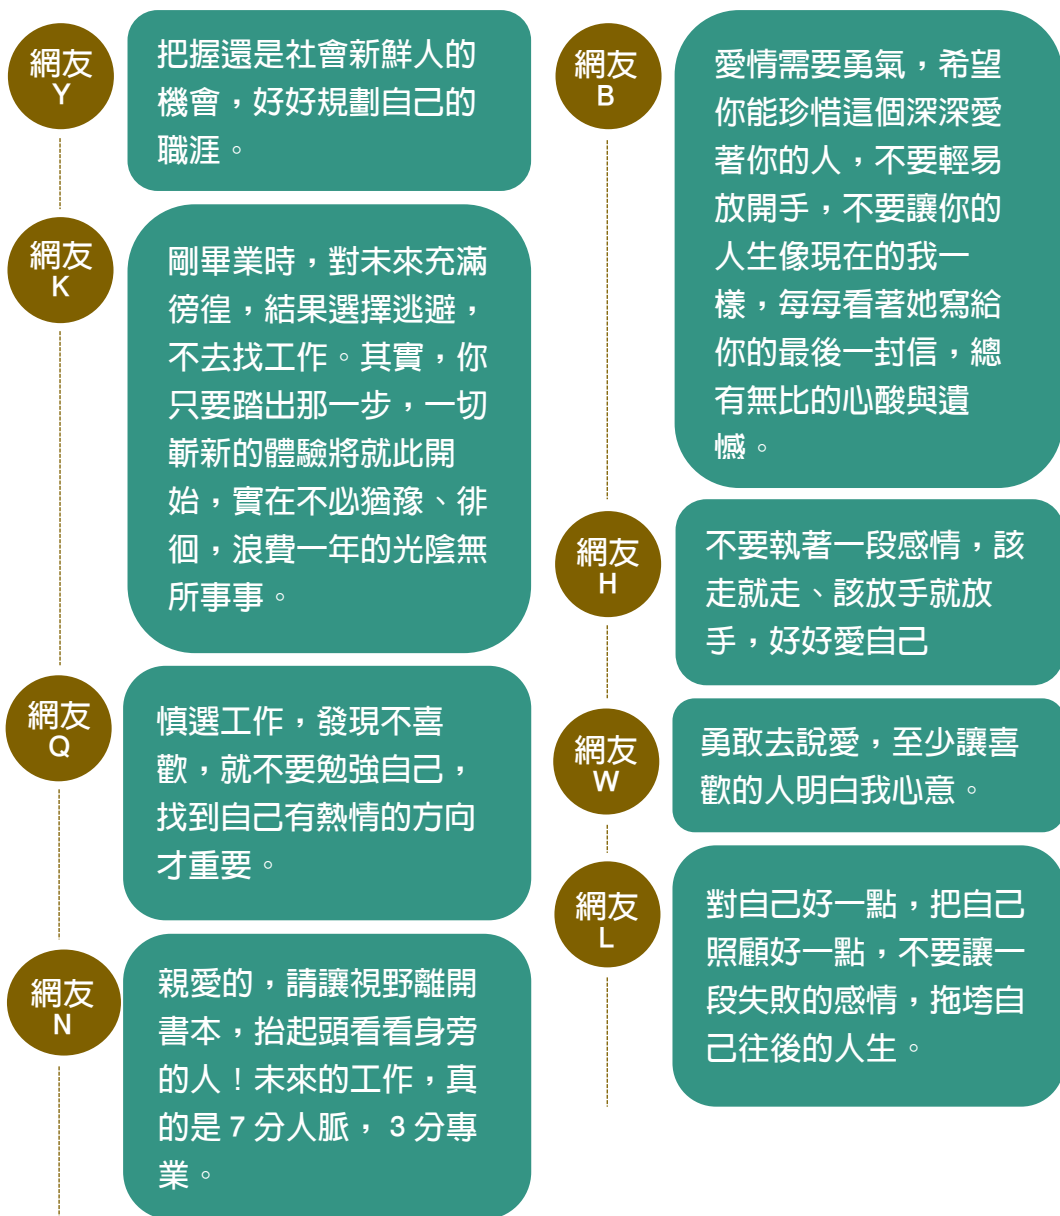 網友
Y
把握還是社會新鮮人的
機會，好好規劃自己的
職涯。
網友
K
剛畢業時，對未來充滿
徬徨，結果選擇逃避，
不去找工作。其實，你
只要踏出那一步，一切
嶄新的體驗將就此開
始，實在不必猶豫、徘
徊，浪費一年的光陰無
所事事。
網友
Q
慎選工作，發現不喜
歡，就不要勉強自己，
找到自己有熱情的方向
才重要。
網友
N
親愛的，請讓視野離開
書本，抬起頭看看身旁
的人！未來的工作，真
的是 7 分人脈， 3 分專
業。
網友
B
愛情需要勇氣，希望
你能珍惜這個深深愛
著你的人，不要輕易
放開手，不要讓你的
人生像現在的我一
樣，每每看著她寫給
你的最後一封信，總
有無比的心酸與遺
憾。
網友
H
不要執著一段感情，該
走就走、該放手就放
手，好好愛自己
網友
W
勇敢去說愛，至少讓喜
歡的人明白我心意。
網友
L
對自己好一點，把自己
照顧好一點，不要讓一
段失敗的感情，拖垮自
己往後的人生。